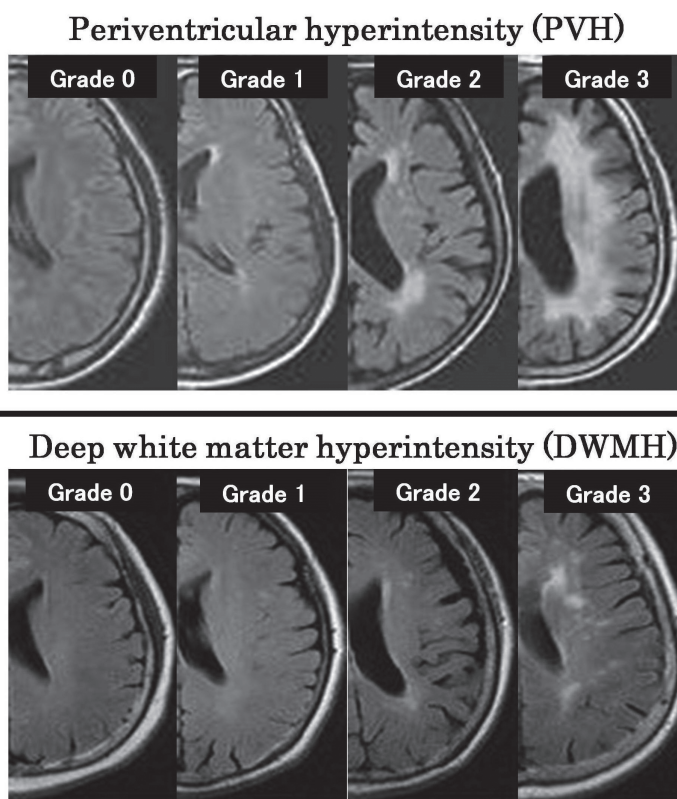 Periventricular hyperintensity (PVH)
Grade 0 Grade 1 Grade 2 Grade 3
Deep white matter hyperintensity (DWMH)
Grade 0 Grade 1 Grade 2 Grade 3